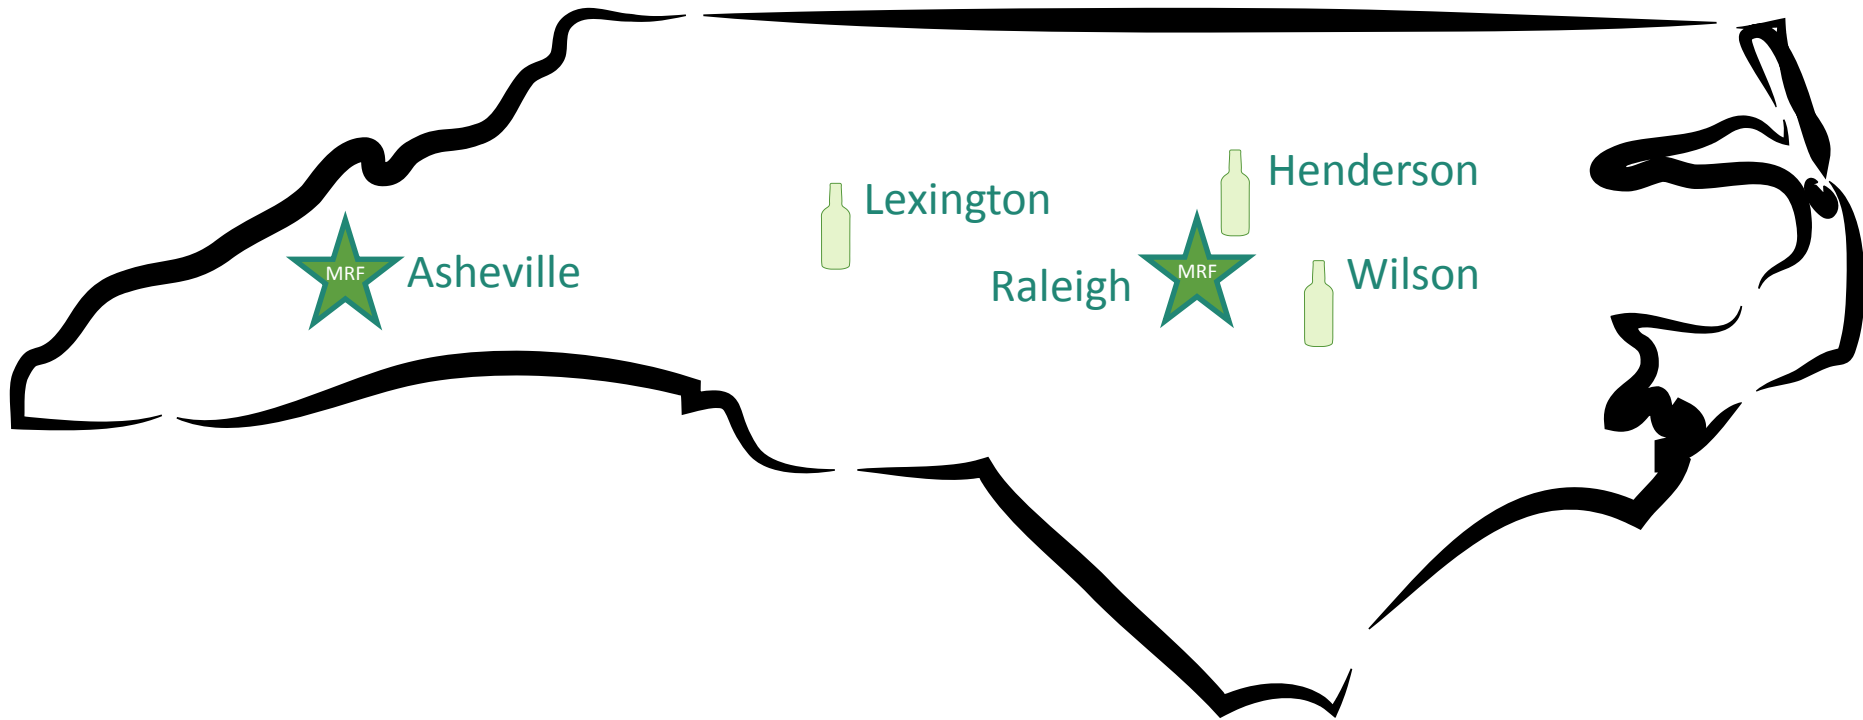 Henderson
Lexington
MRF
Asheville
Raleigh
MRF
Wilson